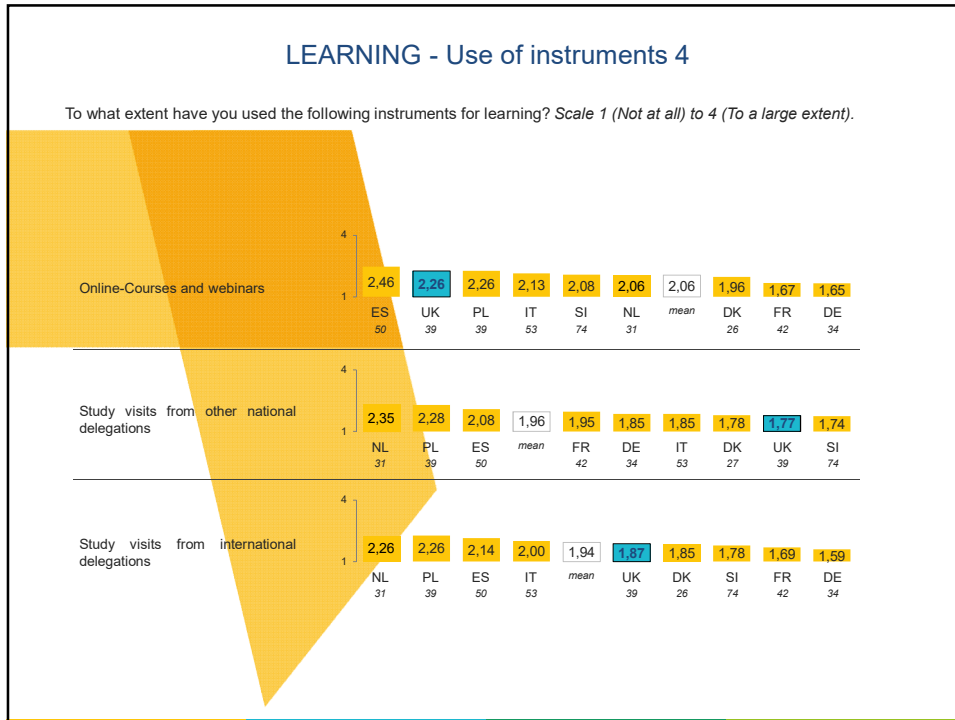 LEARNING - Use of instruments 4
To what extent have you used the following instruments for learning? Scale 1 (Not at all) to 4 (To a large extent).
4
1
Online-Courses and webinars
2,46 2,26 2,26 2,13 2,08 2,06 2,06 1,96 1,67 1,65
ES UK PL IT SI NL mean DK FR DE
50 39 39 53 74 31 26 42 34
4
1
Study visits from other national
delegations
2,35 2,28 2,08 1,96 1,95 1,85 1,85 1,78 1,77 1,74
NL PL ES mean FR DE IT DK UK SI
31 39 50 42 34 53 27 39 74
4
1
Study visits from international
delegations
2,26 2,26 2,14 2,00 1,94 1,87 1,85 1,78 1,69 1,59
NL PL ES IT mean UK DK SI FR DE
31 39 50 53 39 26 74 42 34